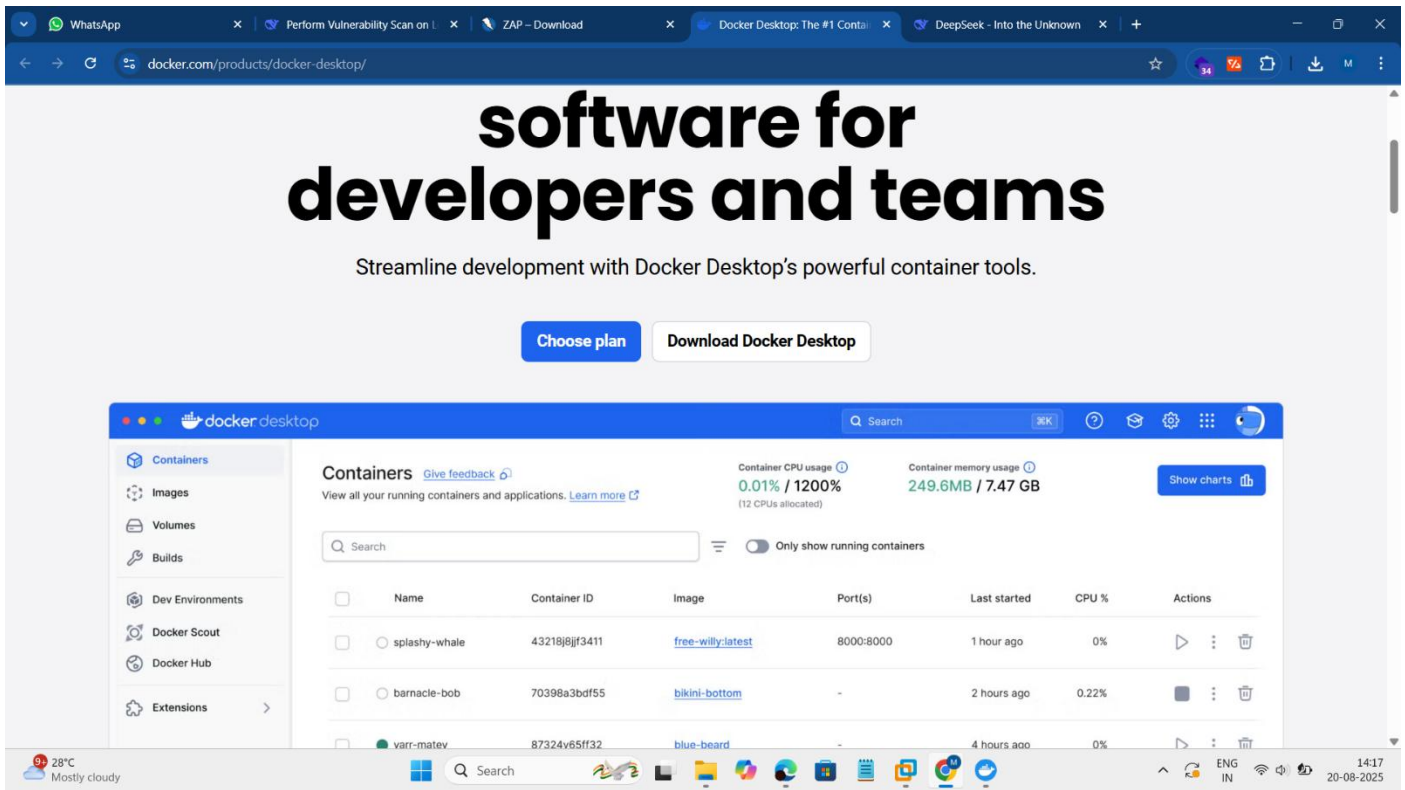 WhatsApp
Perform Vulnerability Scan on L
ZAP – Download
Docker Desktop: The #1 Contai
DeepSeek - Into the Unknown
docker.com/products/docker-desktop/
34
M
software for
developers and teams
Streamline development with Docker Desktop’s powerful container tools.
Choose plan
Download Docker Desktop
docker desktop
Search
⌘K
Containers
Images
Volumes
Builds
Dev Environments
Docker Scout
Docker Hub
Extensions
Containers Give feedback
View all your running containers and applications. Learn more
Container CPU usage
0.01% / 1200%
(12 CPUs allocated)
Container memory usage
249.6MB / 7.47 GB
Show charts
Search
Only show running containers
Name Container ID Image Port(s) Last started CPU % Actions
splashy-whale 43218j8jjf3411 free-willy:latest 8000:8000 1 hour ago 0%
barnacle-bob 70398a3bdf55 bikini-bottom - 2 hours ago 0.22%
varr-matey 87324v65ff32 blue-beard - 4 hours ago 0%
9+
28°C
Mostly cloudy
Search
M
ENG
IN
14:17
20-08-2025